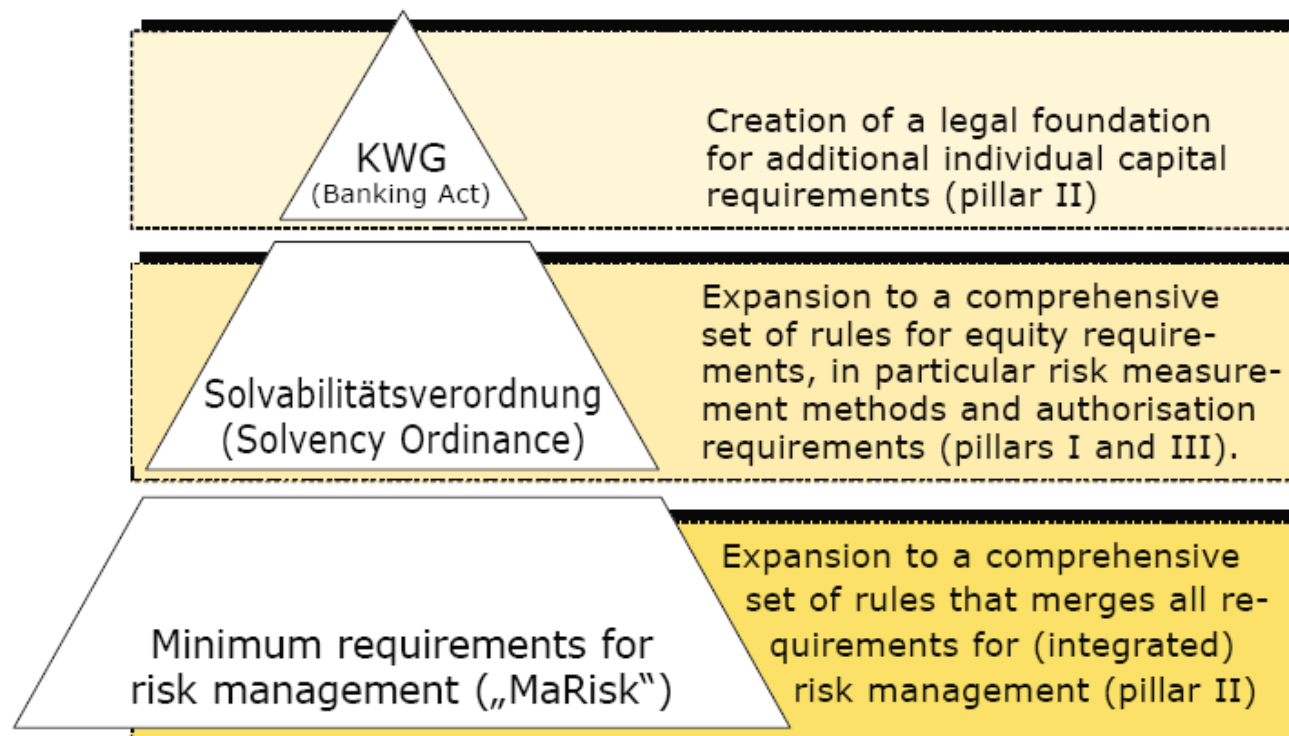 KWG
(Banking Act)
Creation of a legal foundation
for additional individual capital
requirements (pillar II)
Solvabilitätsverordnung
(Solvency Ordinance)
Expansion to a comprehensive
set of rules for equity require-
ments, in particular risk measure-
ment methods and authorisation
requirements (pillars I and III).
Minimum requirements for
risk management („MaRisk“)
Expansion to a comprehensive
set of rules that merges all re-
quirements for (integrated)
risk management (pillar II)